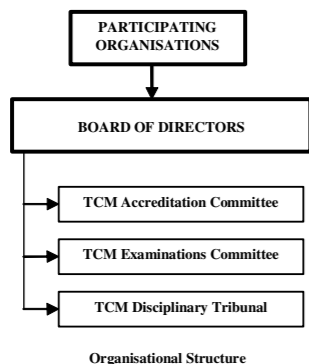 PARTICIPATING
ORGANISATIONS
BOARD OF DIRECTORS
TCM Accreditation Committee
TCM Examinations Committee
TCM Disciplinary Tribunal
Organisational Structure